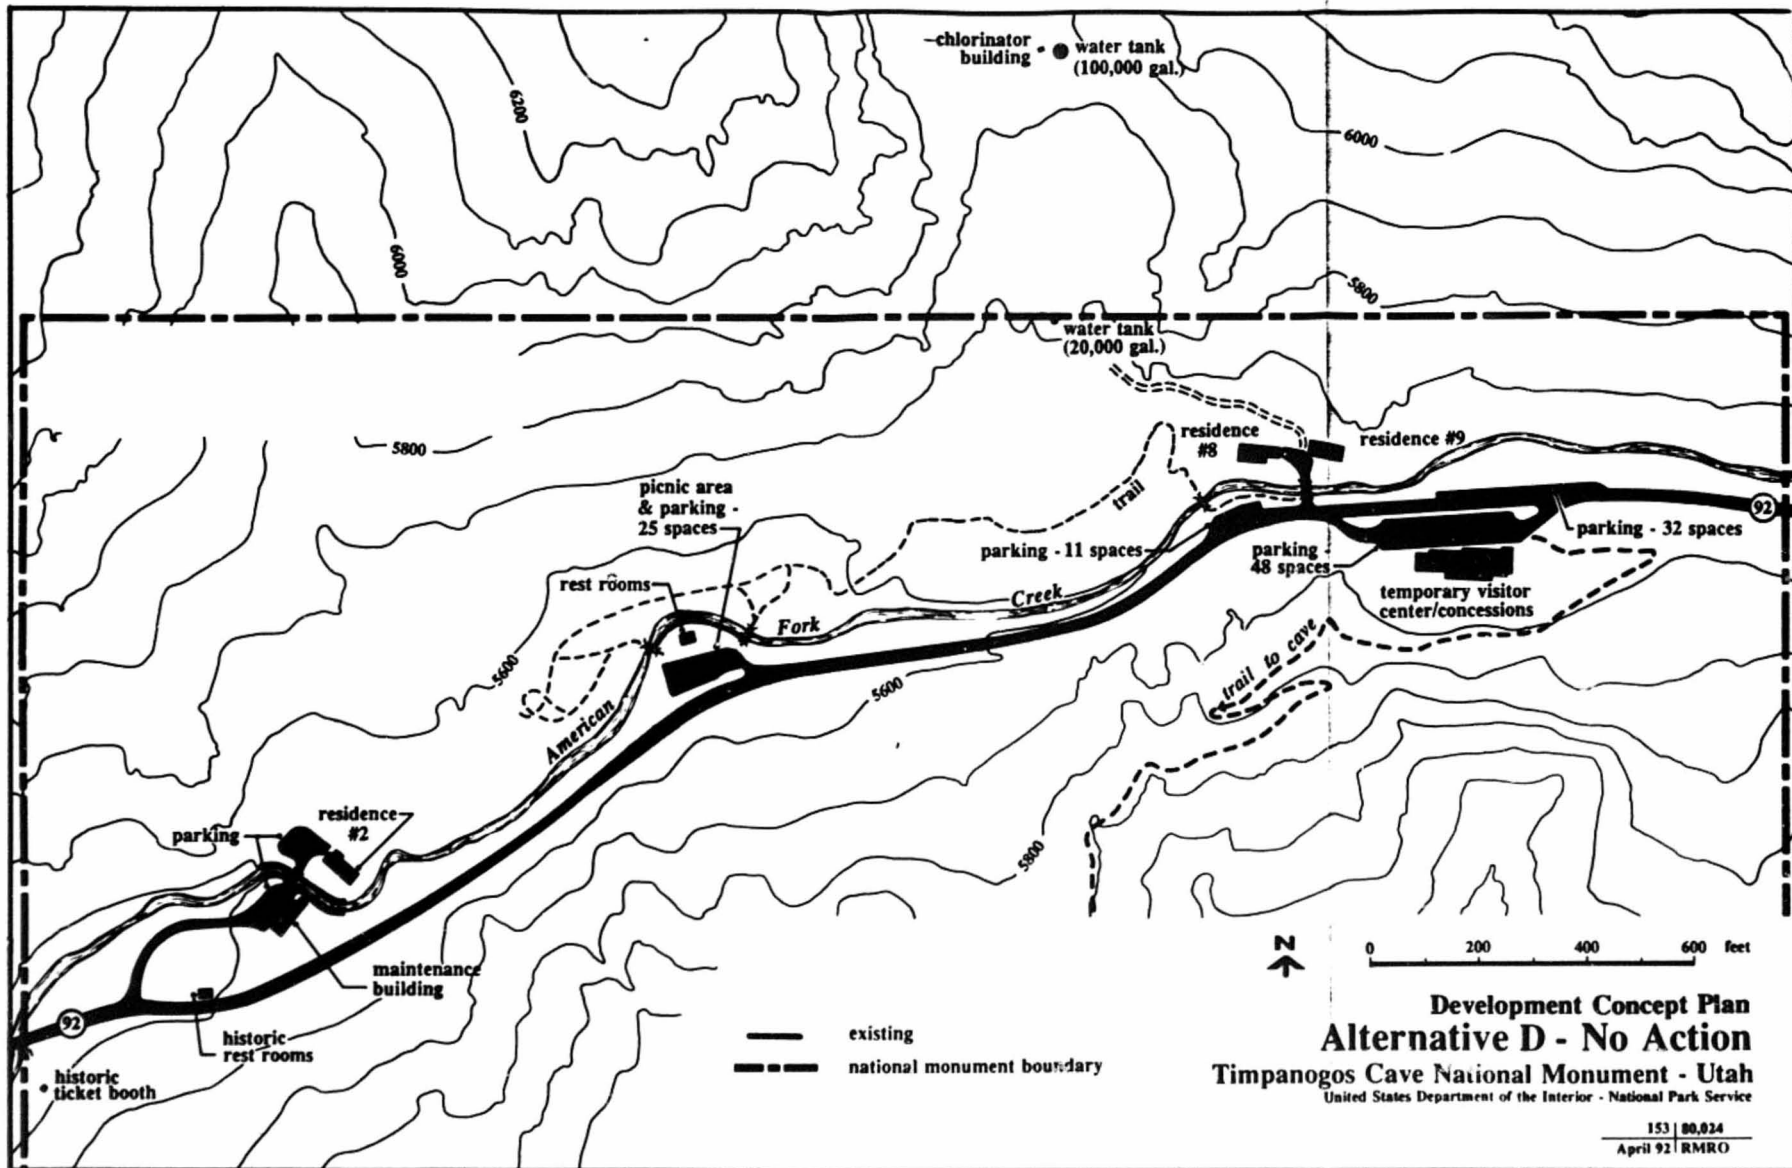 chlorinator
building
water tank
(100,000 gal.)
6200
6000
6000
5800
water tank
(20,000 gal.)
5800
residence
#8
residence #9
picnic area
& parking -
25 spaces
trail
92
parking - 11 spaces
parking -
48 spaces
parking - 32 spaces
rest rooms
temporary visitor
center/concessions
American Fork Creek
5600
5600
trail to cave
residence
#2
parking
5800
maintenance
building
92
historic
rest rooms
historic
ticket booth
existing
national monument boundary
N
0 200 400 600 feet
Development Concept Plan
Alternative D - No Action
Timpanogos Cave National Monument - Utah
United States Department of the Interior - National Park Service
153 | 80,024
April 92 | RMRO